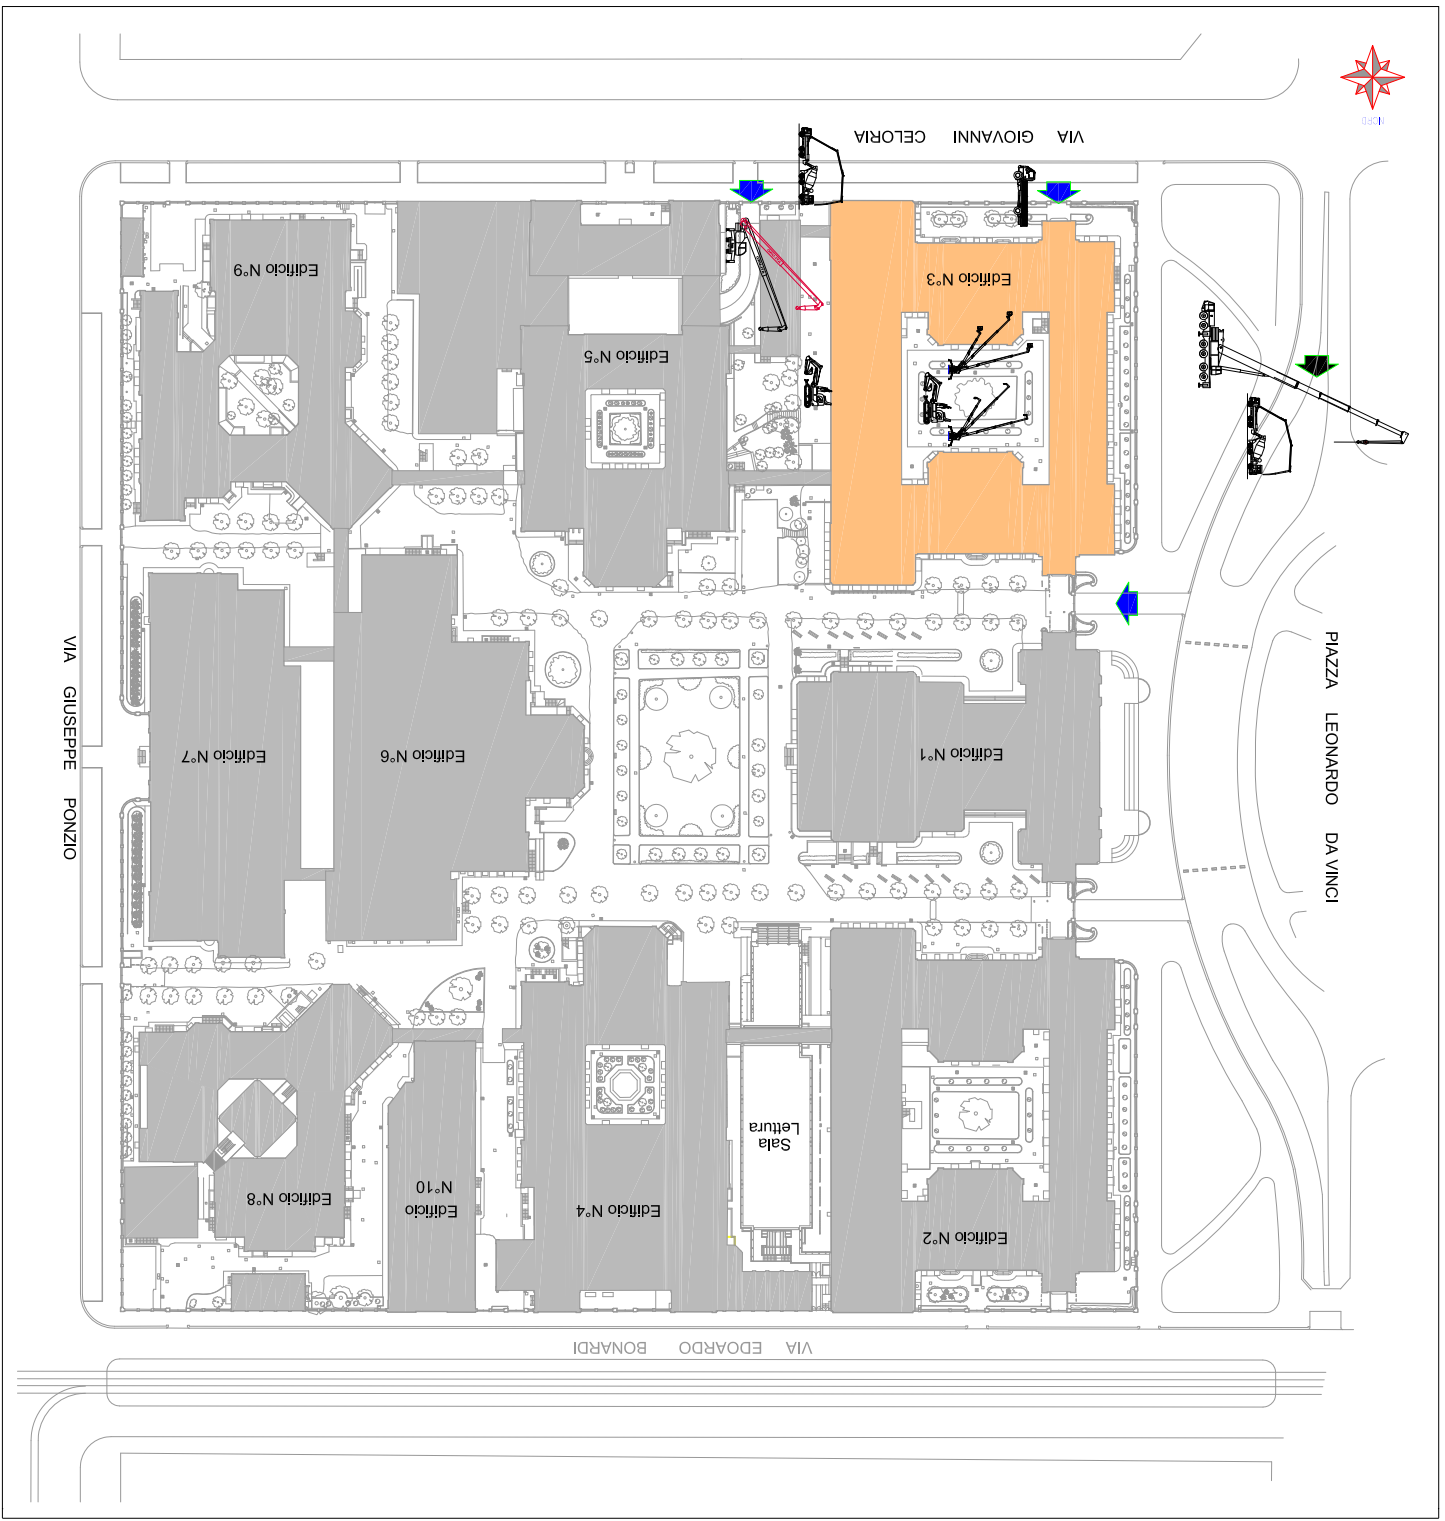 VIA GIOVANNI CELORIA
NORD
Edificio N°9
Edificio N°3
Edificio N°5
VIA GIUSEPPE PONZIO
PIAZZA LEONARDO DA VINCI
Edificio N°7
Edificio N°6
Edificio N°1
Sala
Lettura
Edificio N°8
Edificio
N°10
Edificio N°4
Edificio N°2
VIA EDOARDO BONARDI